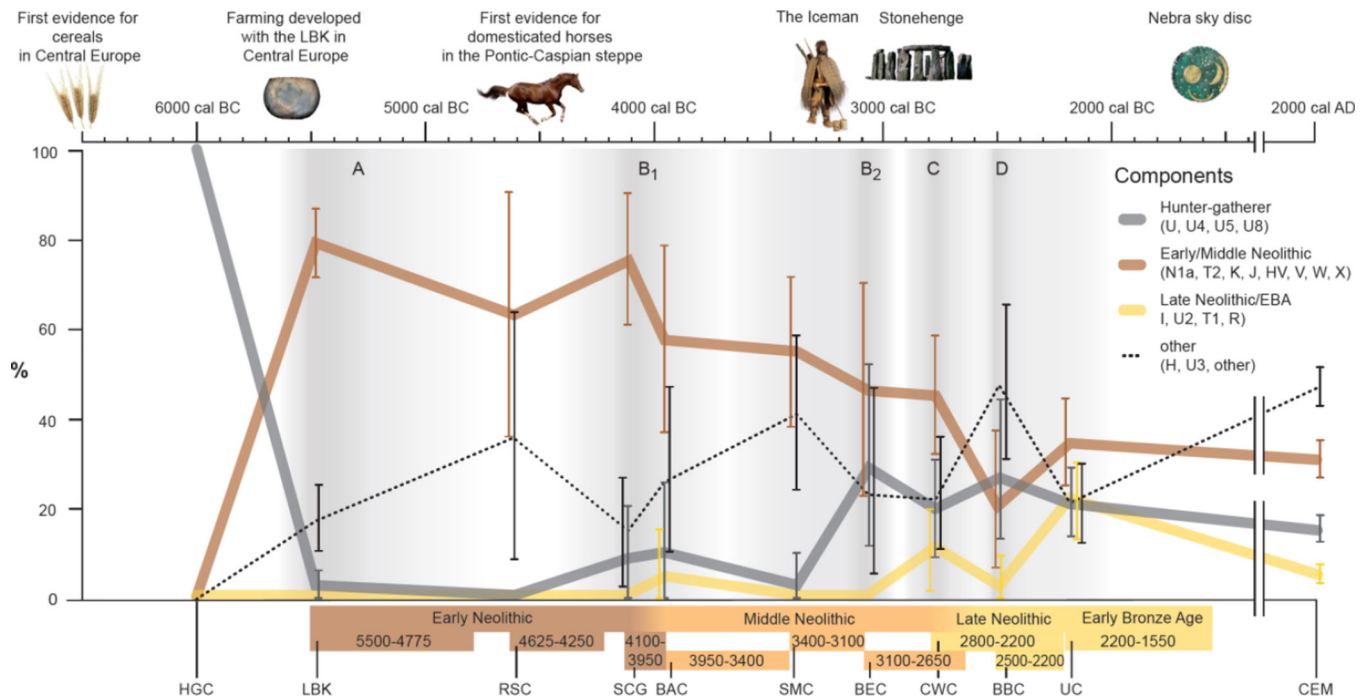 First evidence for
cereals
in Central Europe
Farming developed
with the LBK in
Central Europe
First evidence for
domesticated horses
in the Pontic-Caspian steppe
The Iceman
Stonehenge
Nebra sky disc
6000 cal BC
5000 cal BC
4000 cal BC
3000 cal BC
2000 cal BC
2000 cal AD
100
80
60
%
40
20
0
A
B1
B2
C
D
Components
Hunter-gatherer
(U, U4, U5, U8)
Early/Middle Neolithic
(N1a, T2, K, J, HV, V, W, X)
Late Neolithic/EBA
I, U2, T1, R)
other
(H, U3, other)
Early Neolithic
Middle Neolithic
Late Neolithic
Early Bronze Age
5500-4775
4625-4250
4100-
3950
3950-3400
3400-3100
3100-2650
2800-2200
2500-2200
2200-1550
HGC
LBK
RSC
SCG
BAC
SMC
BEC
CWC
BBC
UC
CEM